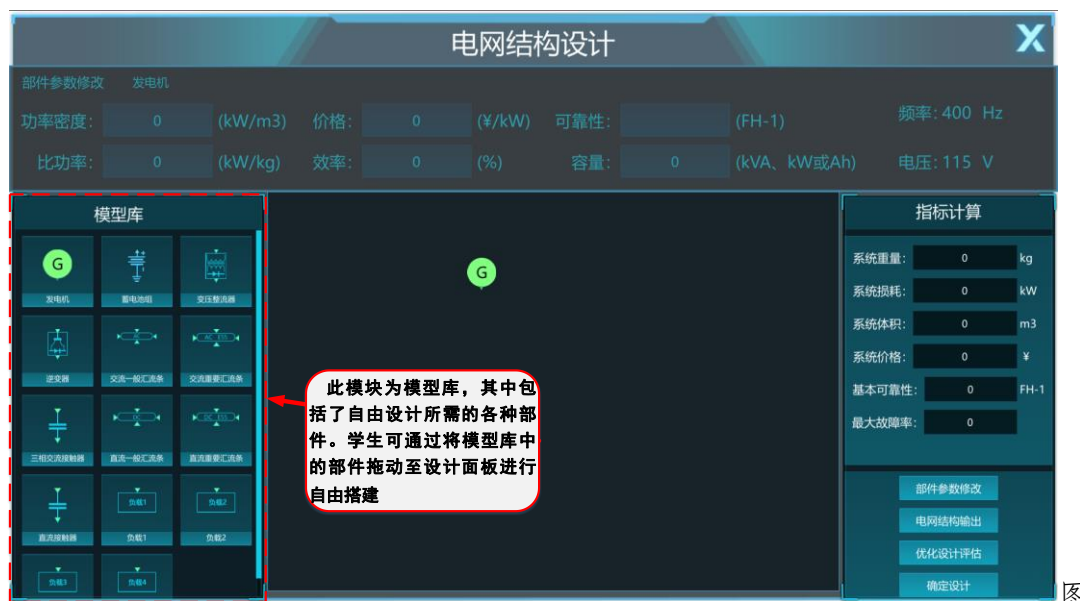 电网结构设计
X
部件参数修改 发电机
功率密度: 0 (kW/m3) 价格: 0 (¥/kW) 可靠性: (FH-1) 频率: 400 Hz
比功率: 0 (kW/kg) 效率: 0 (%) 容量: 0 (kVA、kW或Ah) 电压: 115 V
模型库
G
发电机 蓄电池组 变压整流器
AC AC ESS
逆变器 交流一般汇流条 交流重要汇流条
DC DC ESS
三相交流接触器 直流一般汇流条 直流重要汇流条
负载1 负载2
直流接触器 负载1 负载2
负载3 负载4
G
此模块为模型库，其中包
括了自由设计所需的各种部
件。学生可通过将模型库中
的部件拖动至设计面板进行
自由搭建
指标计算
系统重量: 0 kg
系统损耗: 0 kW
系统体积: 0 m3
系统价格: 0 ¥
基本可靠性: 0 FH-1
最大故障率: 0
部件参数修改
电网结构输出
优化设计评估
确定设计
图